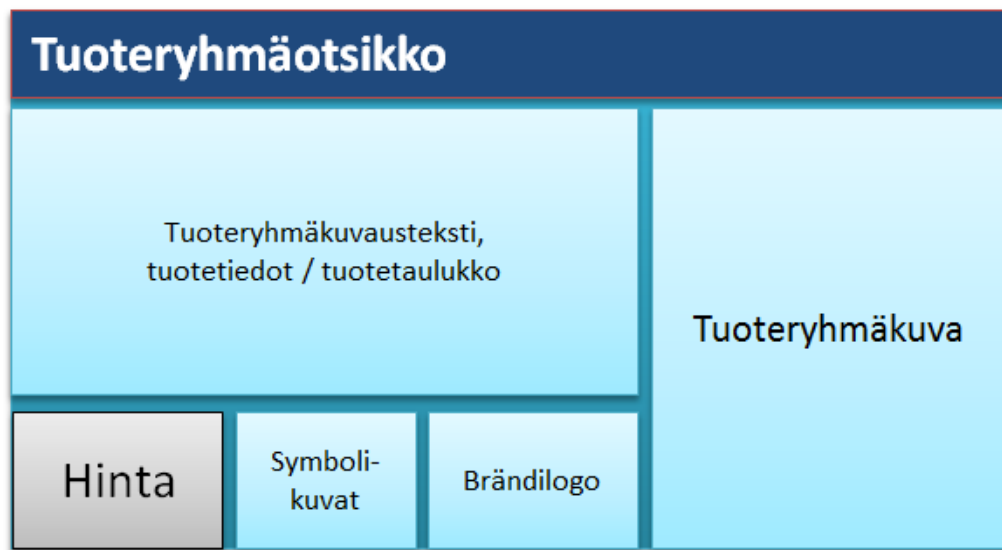 Tuoteryhmäotsikko
Tuoteryhmäkuvausteksti,
tuotetiedot / tuotetaulukko
Tuoteryhmäkuva
Hinta
Symboli-
kuvat
Brändilogo